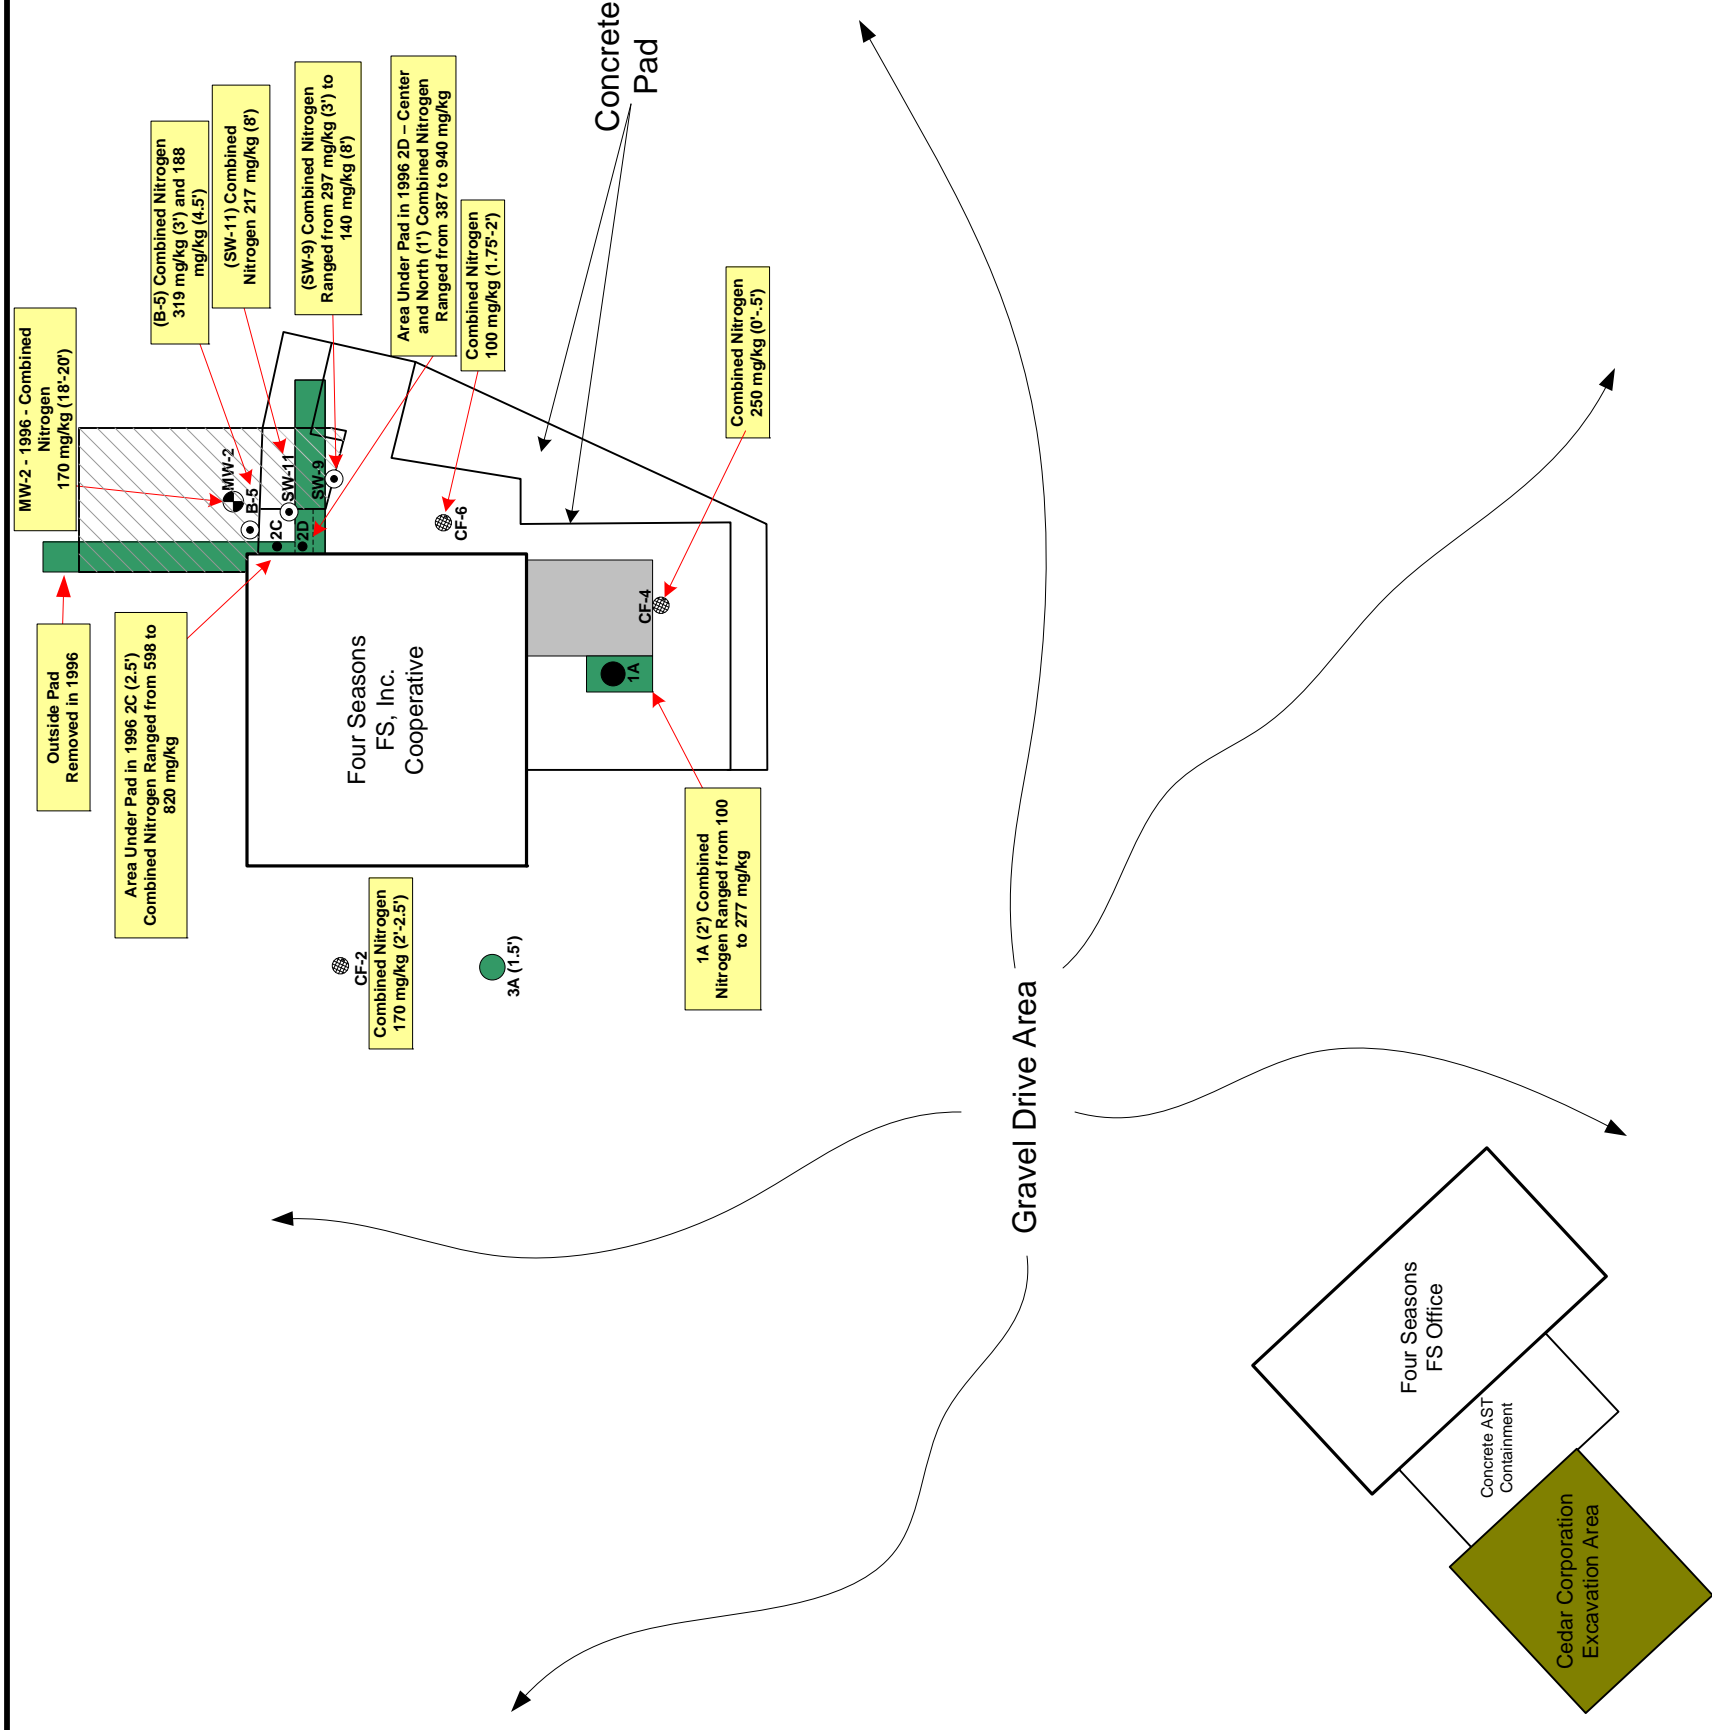 MW-2 - 1996 - Combined
Nitrogen
170 mg/kg (18'-20')
(B-5) Combined Nitrogen
319 mg/kg (3') and 188
mg/kg (4.5')
(SW-11) Combined
Nitrogen 217 mg/kg (8')
(SW-9) Combined Nitrogen
Ranged from 297 mg/kg (3') to
140 mg/kg (8')
Area Under Pad in 1996 2D – Center
and North (1') Combined Nitrogen
Ranged from 387 to 940 mg/kg
Combined Nitrogen
100 mg/kg (1.75'-2')
Concrete
Pad
Combined Nitrogen
250 mg/kg (0'-.5')
MW-2
B-5
SW-11
SW-9
2C
2D
CF-6
CF-4
1A
Outside Pad
Removed in 1996
Area Under Pad in 1996 2C (2.5')
Combined Nitrogen Ranged from 598 to
820 mg/kg
Four Seasons
FS, Inc.
Cooperative
1A (2') Combined
Nitrogen Ranged from 100
to 277 mg/kg
CF-2
Combined Nitrogen
170 mg/kg (2'-2.5')
3A (1.5')
Gravel Drive Area
Four Seasons
FS Office
Concrete AST
Containment
Cedar Corporation
Excavation Area